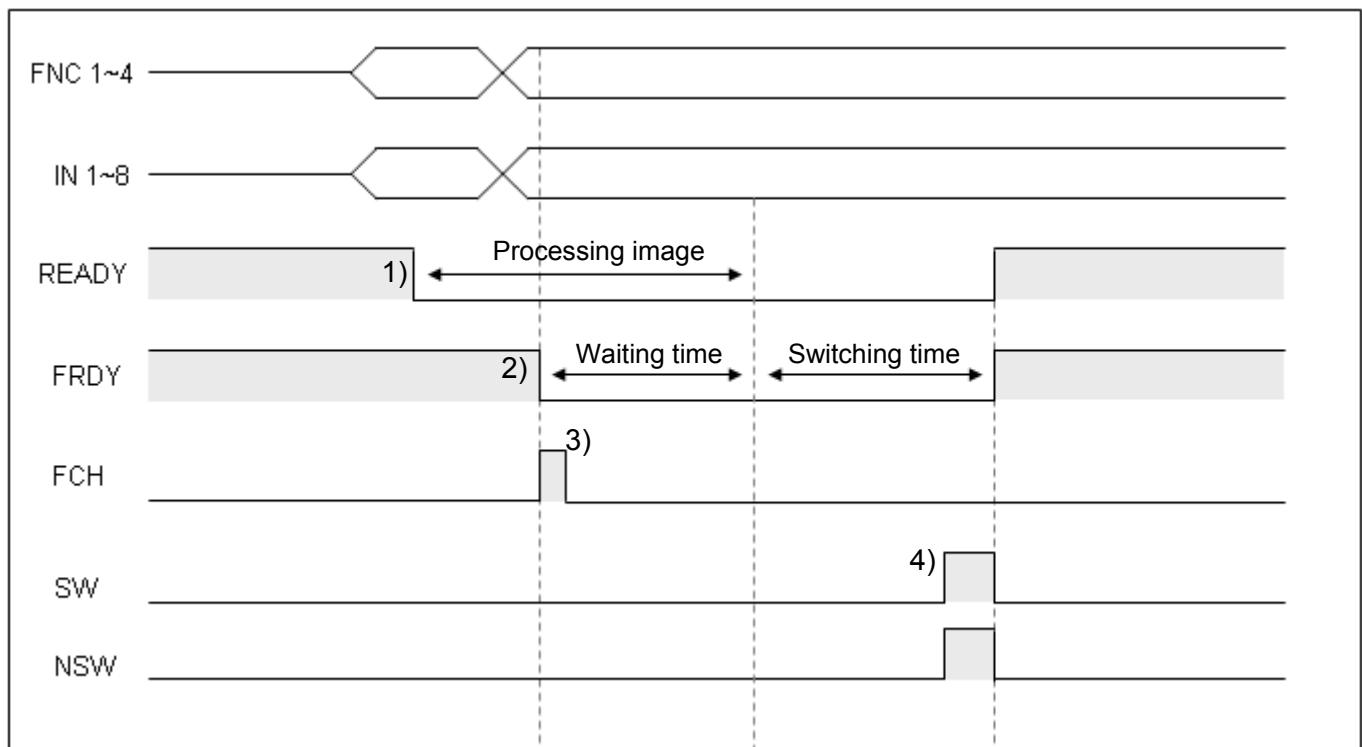 FNC 1~4
IN 1~8
Processing image
READY
1)
Waiting time
Switching time
FRDY
2)
3)
FCH
4)
SW
NSW